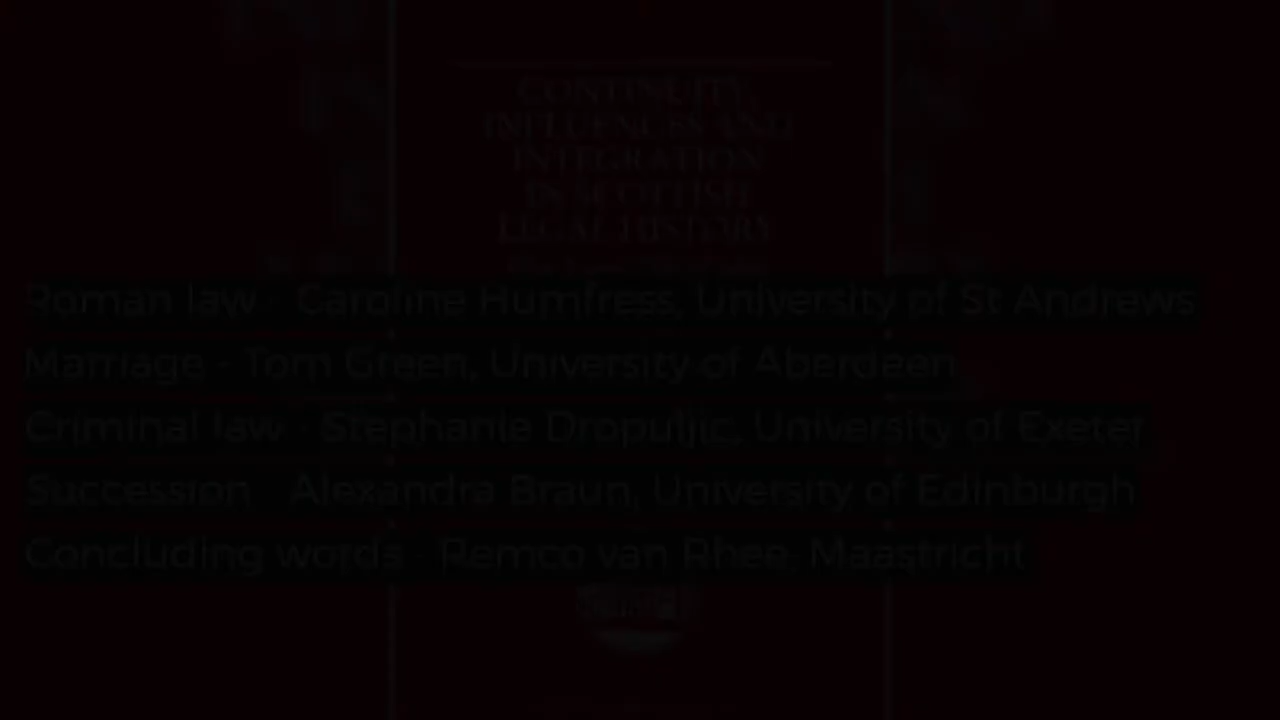 CONTINUITY,
INFLUENCES AND
INTEGRATION
IN SCOTTISH
LEGAL HISTORY
Roman law - Caroline Humfress, University of St Andrews
Marriage - Tom Green, University of Aberdeen
Criminal law - Stephanie Dropuljic, University of Exeter
Succession - Alexandra Braun, University of Edinburgh
Concluding words - Remco van Rhee, Maastricht